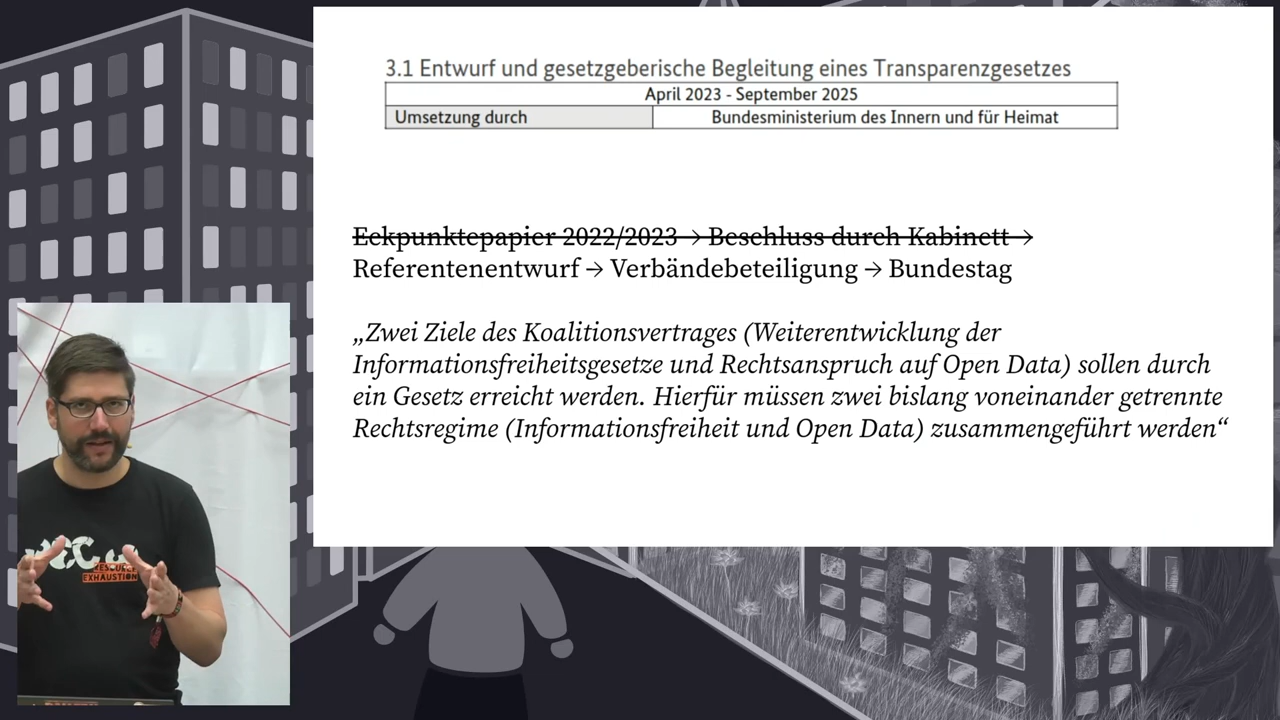 3.1 Entwurf und gesetzgeberische Begleitung eines Transparenzgesetzes
April 2023 - September 2025
Umsetzung durch
Bundesministerium des Innern und für Heimat
Eckpunktepapier 2022/2023 → Beschluss durch Kabinett →
Referentenentwurf → Verbändebeteiligung → Bundestag
„Zwei Ziele des Koalitionsvertrages (Weiterentwicklung der
Informationsfreiheitsgesetze und Rechtsanspruch auf Open Data) sollen durch
ein Gesetz erreicht werden. Hierfür müssen zwei bislang voneinander getrennte
Rechtsregime (Informationsfreiheit und Open Data) zusammengeführt werden“
RESOURCE
EXHAUSTION